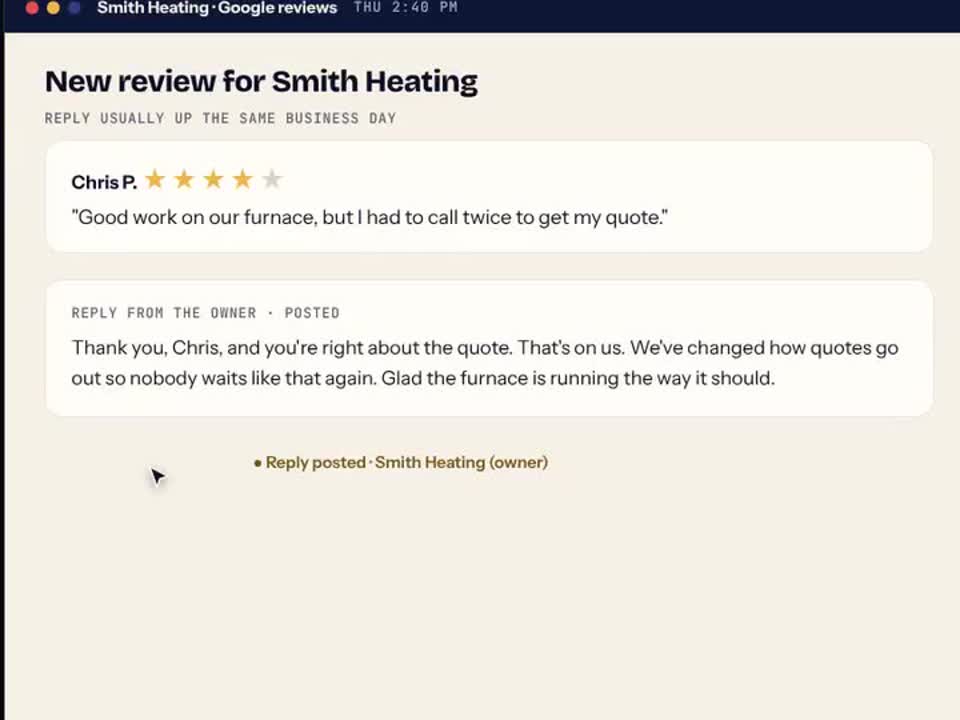 Smith Heating · Google reviews THU 2:40 PM
New review for Smith Heating
REPLY USUALLY UP THE SAME BUSINESS DAY
Chris P. ★★★★★
"Good work on our furnace, but I had to call twice to get my quote."
REPLY FROM THE OWNER · POSTED
Thank you, Chris, and you're right about the quote. That's on us. We've changed how quotes go
out so nobody waits like that again. Glad the furnace is running the way it should.
• Reply posted · Smith Heating (owner)